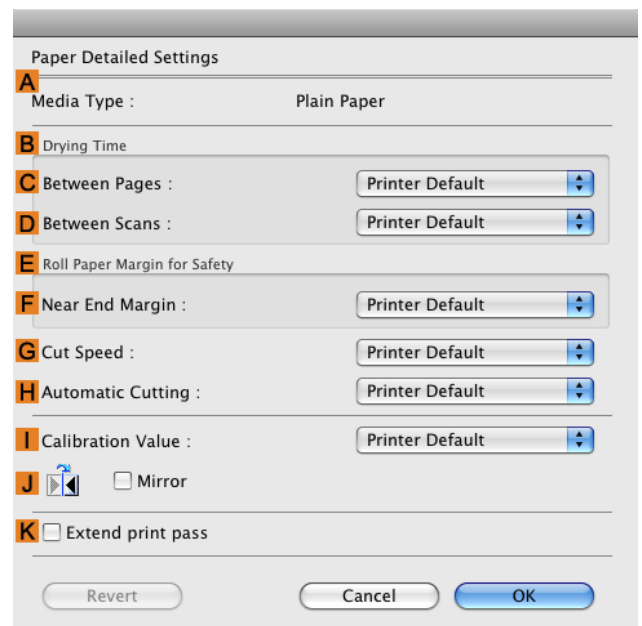 Paper Detailed Settings
A
Media Type : Plain Paper
B Drying Time
C Between Pages : Printer Default
D Between Scans : Printer Default
E Roll Paper Margin for Safety
F Near End Margin : Printer Default
G Cut Speed : Printer Default
H Automatic Cutting : Printer Default
I Calibration Value : Printer Default
J Mirror
K Extend print pass
Revert Cancel OK